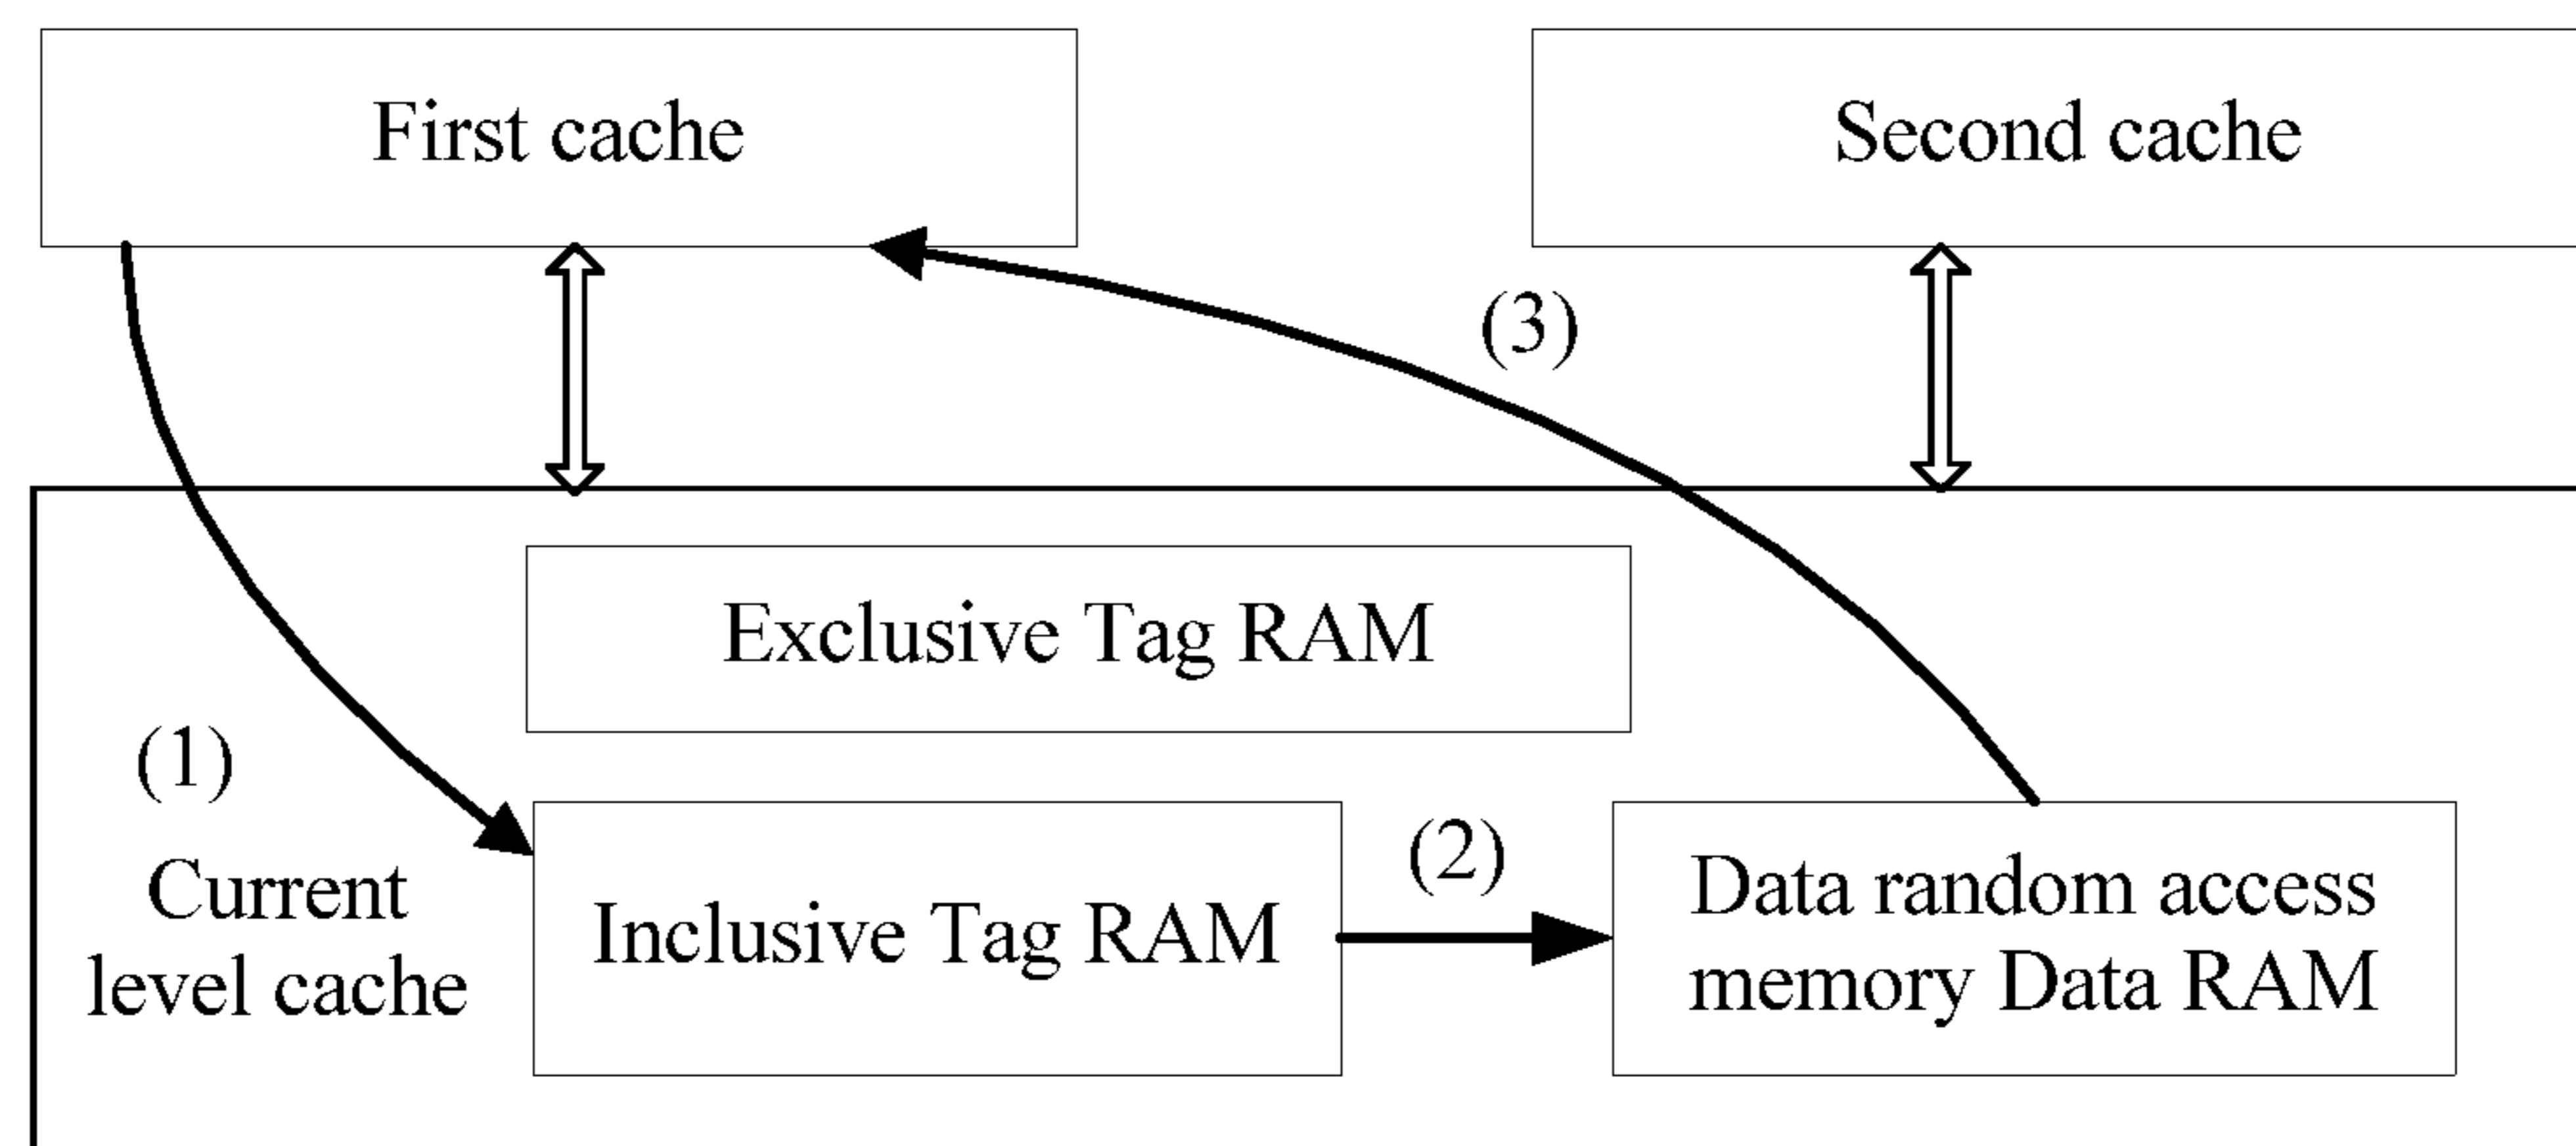 First cache
Second cache
(3)
Exclusive Tag RAM
(1)
(2)
Current
level cache
Inclusive Tag RAM
Data random access
memory Data RAM